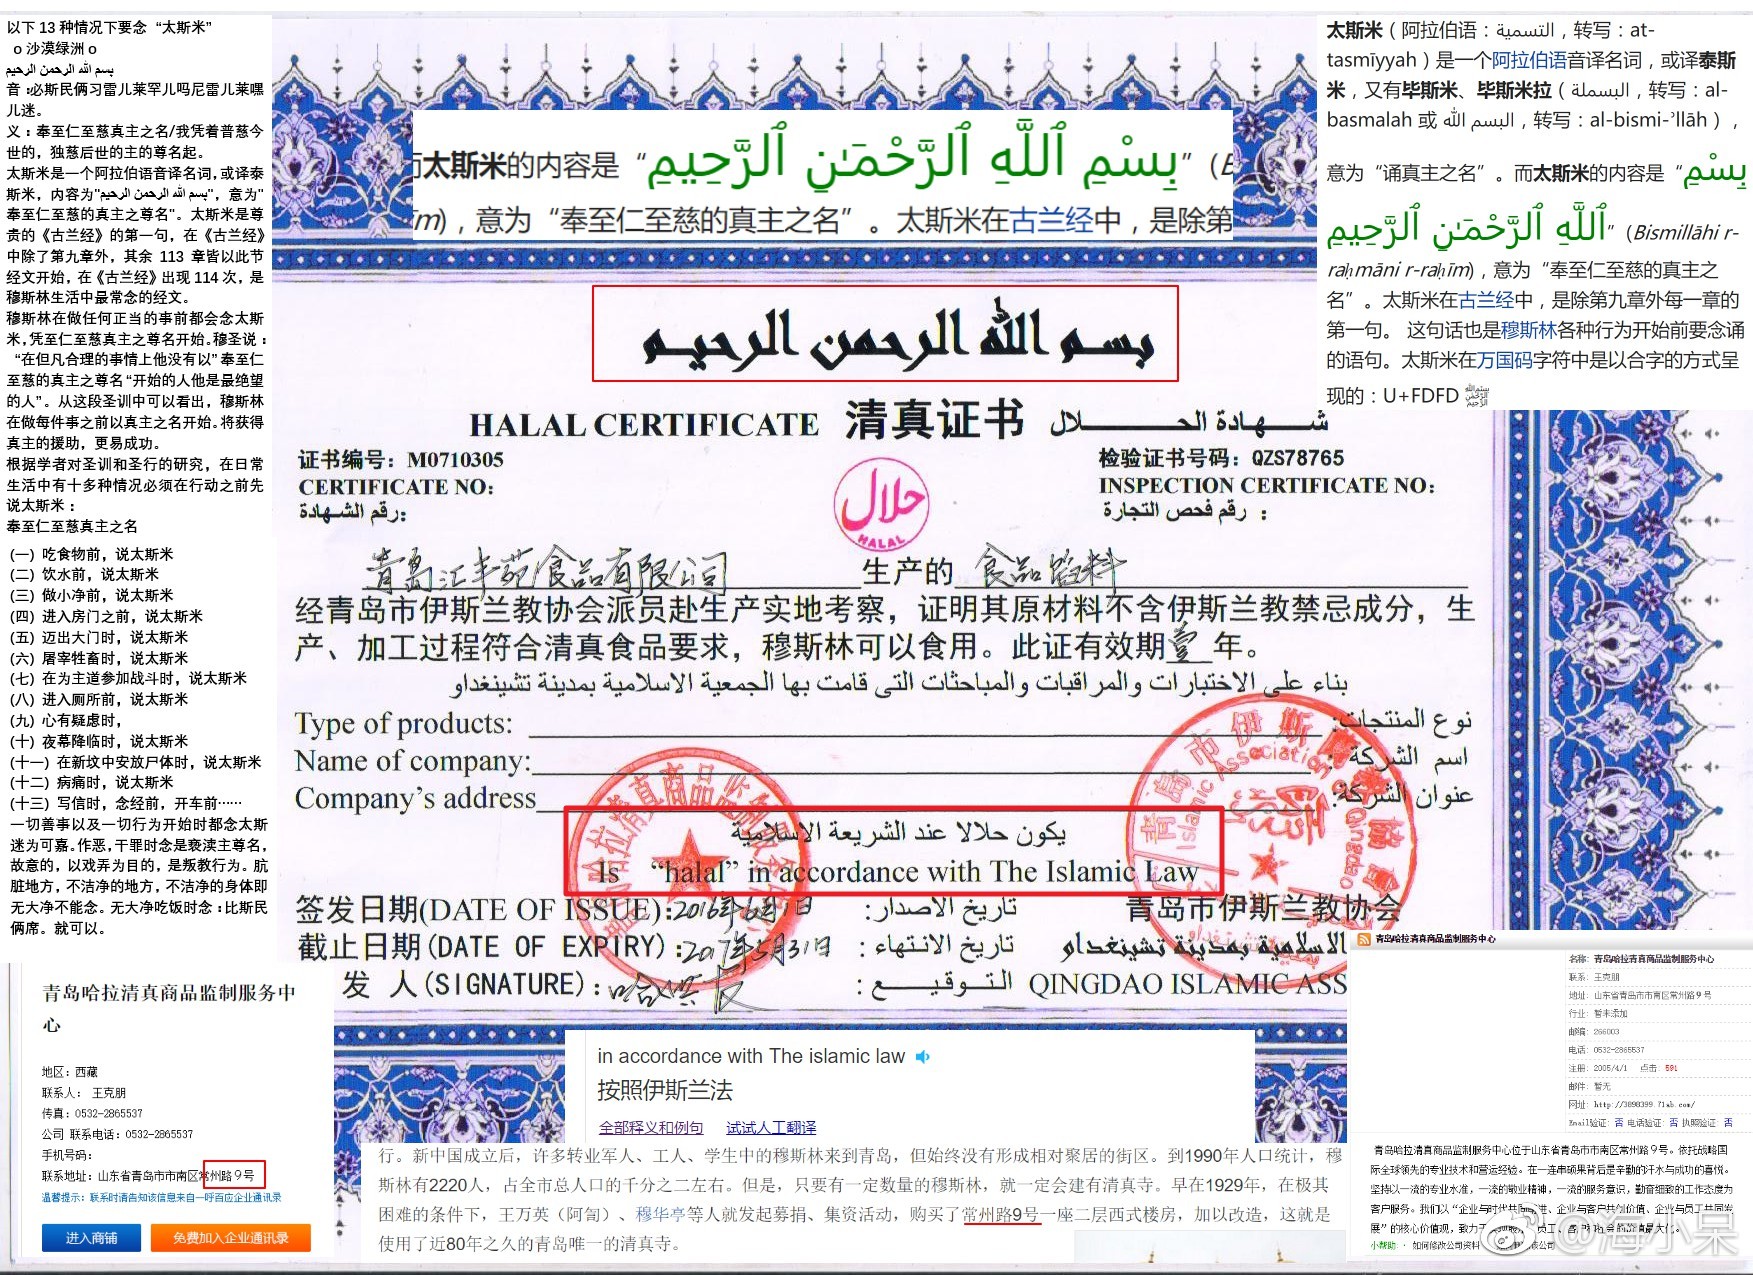 以下 13 种情况下要念 “太斯米”
o 沙漠绿洲 o
بسم الله الرحمن الرحيم
音：必斯民俩习雷儿莱罕儿吗尼雷儿莱嘿
儿迷。
义：奉至仁至慈真主之名/我凭着普慈今
世的，独慈后世的主的尊名起。
太斯米是一个阿拉伯语音译名词，或译泰
斯米，内容为"بسم الله الرحمن الرحيم"，意为"
奉至仁至慈的真主之尊名"。太斯米是尊
贵的《古兰经》的第一句，在《古兰经》
中除了第九章外，其余 113 章皆以此节
经文开始，在《古兰经》出现 114 次，是
穆斯林生活中最常念的经文。
穆斯林在做任何正当的事前都会念太斯
米，凭至仁至慈真主之尊名开始。穆圣说：
“在但凡合理的事情上他没有以” 奉至仁
至慈的真主之尊名 “开始的人他是最绝望
的人”。从这段圣训中可以看出，穆斯林
在做每件事之前以真主之名开始。将获得
真主的援助，更易成功。
根据学者对圣训和圣行的研究，在日常
生活中有十多种情况必须在行动之前先
说太斯米：
奉至仁至慈真主之名
(一) 吃食物前，说太斯米
(二) 饮水前，说太斯米
(三) 做小净前，说太斯米
(四) 进入房门之前，说太斯米
(五) 迈出大门时，说太斯米
(六) 屠宰牲畜时，说太斯米
(七) 在为主道参加战斗时，说太斯米
(八) 进入厕所前，说太斯米
(九) 心有疑虑时，
(十) 夜幕降临时，说太斯米
(十一) 在新坟中安放尸体时，说太斯米
(十二) 病痛时，说太斯米
(十三) 写信时，念经前，开车前……
一切善事以及一切行为开始时都念太斯
迷为可嘉。作恶，干罪时念是亵渎主尊名，
故意的，以戏弄为目的，是叛教行为。肮
脏地方，不洁净的地方，不洁净的身体即
无大净不能念。无大净吃饭时念：比斯民
俩席。就可以。
而太斯米的内容是 “بِسْمِ ٱللَّهِ ٱلرَّحْمَـٰنِ ٱلرَّحِيمِ” (B
īm)，意为 “奉至仁至慈的真主之名” 。太斯米在古兰经中，是除第
太斯米（阿拉伯语：التسمية，转写：at-
tasmīyyah）是一个阿拉伯语音译名词，或译泰斯
米，又有毕斯米、毕斯米拉（البسملة，转写：al-
basmalah 或 البسم الله，转写：al-bismi-ʾllāh），
意为 “诵真主之名” 。而太斯米的内容是 “بِسْمِ
ٱللَّهِ ٱلرَّحْمَـٰنِ ٱلرَّحِيمِ” (Bismillāhi r-
raḥmāni r-raḥīm)，意为 “奉至仁至慈的真主之
名” 。太斯米在古兰经中，是除第九章外每一章的
第一句。 这句话也是穆斯林各种行为开始前要念诵
的语句。太斯米在万国码字符中是以合字的方式呈
现的：U+FDFD ﷽
بسم الله الرحمن الرحيم
HALAL CERTIFICATE 清真证书 شـــهادة الحـــــلال
证书编号：M0710305
CERTIFICATE NO:
رقم الشهادة:
حلال
HALAL
检验证书号码：QZS78765
INSPECTION CERTIFICATE NO:
رقم فحص التجارة :
青岛汇丰苑食品有限公司 生产的 食品馅料
经青岛市伊斯兰教协会派员赴生产实地考察，证明其原材料不含伊斯兰教禁忌成分，生
产、加工过程符合清真食品要求，穆斯林可以食用。此证有效期壹年。
بناء على الاختبارات والمراقبات والمباحثات التى قامت بها الجمعية الاسلامية بمدينة تشينغداو
Type of products: نوع المنتجات:
Name of company: اسم الشركة :
Company’s address عنوان الشركة:
يكون حلالا عند الشريعة الاسلامية
Is “halal” in accordance with The Islamic Law
签发日期(DATE OF ISSUE):2016年6月1日 تاريخ الاصدار: 青岛市伊斯兰教协会
截止日期(DATE OF EXPIRY):2017年5月31日 تاريخ الانتهاء : الاسلامية بمدينة تشينغداو
发 人(SIGNATURE): التـوقيـــع : QINGDAO ISLAMIC ASS
Islamic Association of Qingdao
青岛哈拉清真商品监制服务中
心
地区：西藏
联系人： 王克朋
传真：0532-2865537
公司 联系电话：0532-2865537
手机号码：
联系地址：山东省青岛市市南区常州路９号
温馨提示：联系时请告知该信息来自一呼百应企业通讯录
进入商铺 免费加入企业通讯录
in accordance with The islamic law
按照伊斯兰法
全部释义和例句 试试人工翻译
行。新中国成立后，许多转业军人、工人、学生中的穆斯林来到青岛，但始终没有形成相对聚居的街区。到1990年人口统计，穆
斯林有2220人，占全市总人口的千分之二左右。但是，只要有一定数量的穆斯林，就一定会建有清真寺。早在1929年，在极其
困难的条件下，王万英（阿訇）、穆华亭等人就发起募捐、集资活动，购买了常州路9号一座二层西式楼房，加以改造，这就是
使用了近80年之久的青岛唯一的清真寺。
青岛哈拉清真商品监制服务中心
名称：青岛哈拉清真商品监制服务中心
联系：王克朋
地址：山东省青岛市市南区常州路９号
行业：暂未添加
邮编：266003
电话：0532-2865537
注册：2005/4/1 点击：591
邮件：暂无
网址：http://3898399.71ab.com/
Email验证：否 电话验证：否 执照验证：否
青岛哈拉清真商品监制服务中心位于山东省青岛市市南区常州路９号。依托战略国
际全球领先的专业技术和营运经验。在一连串硕果背后是辛勤的汗水与成功的喜悦。
坚持以一流的专业水准，一流的敬业精神，一流的服务意识，勤奋细致的工作态度为
客户服务。我们以“企业与时代共同前进、企业与客户共创价值、企业与员工共同发
展”的核心价值观，致力于
小帮助： · 如何修改公司资料
@海小呆